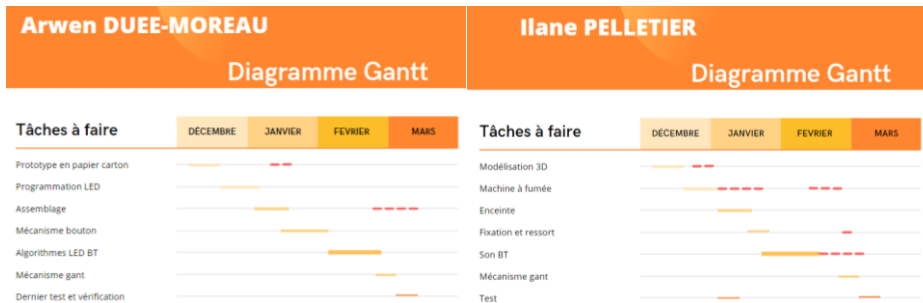 Arwen DUEE-MOREAU
Diagramme Gantt
Tâches à faire
DÉCEMBRE JANVIER FEVRIER MARS
Prototype en papier carton
Programmation LED
Assemblage
Mécanisme bouton
Algorithmes LED BT
Mécanisme gant
Dernier test et vérification
Ilane PELLETIER
Diagramme Gantt
Tâches à faire
DÉCEMBRE JANVIER FEVRIER MARS
Modélisation 3D
Machine à fumée
Enceinte
Fixation et ressort
Son BT
Mécanisme gant
Test